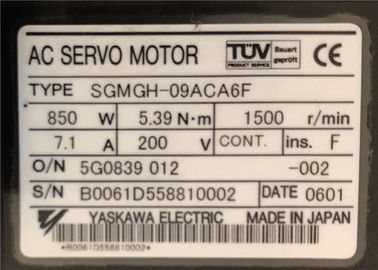 AC SERVO MOTOR TÜV Bauart geprüft CE
PRODUCT SERVICE
TYPE SGMGH-09ACA6F
850 W 5.39 N·m 1500 r/min
7.1 A 200 V CONT. ins. F
O/N 5G0839 012 -002
S/N B0061D558810002 DATE 0601
YASKAWA ELECTRIC MADE IN JAPAN
*B0061D558810002*